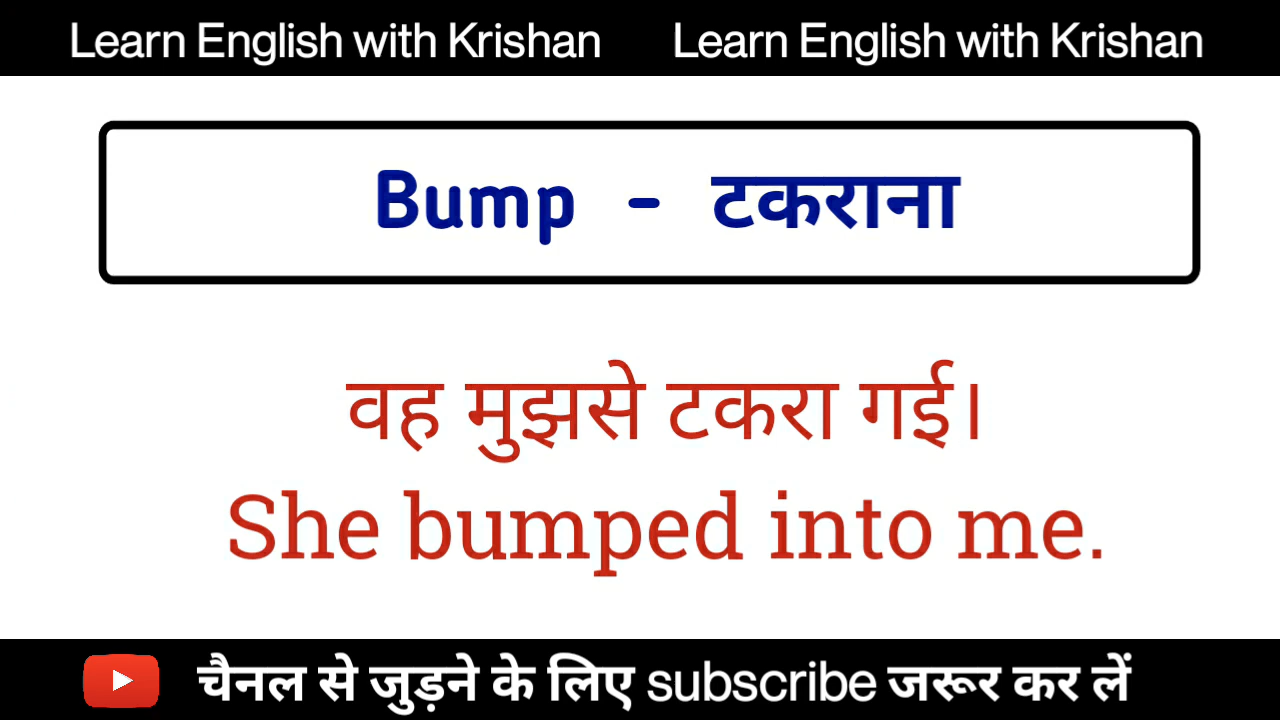 Learn English with Krishan Learn English with Krishan
Bump - टकराना
वह मुझसे टकरा गई।
She bumped into me.
चैनल से जुड़ने के लिए subscribe जरूर कर लें